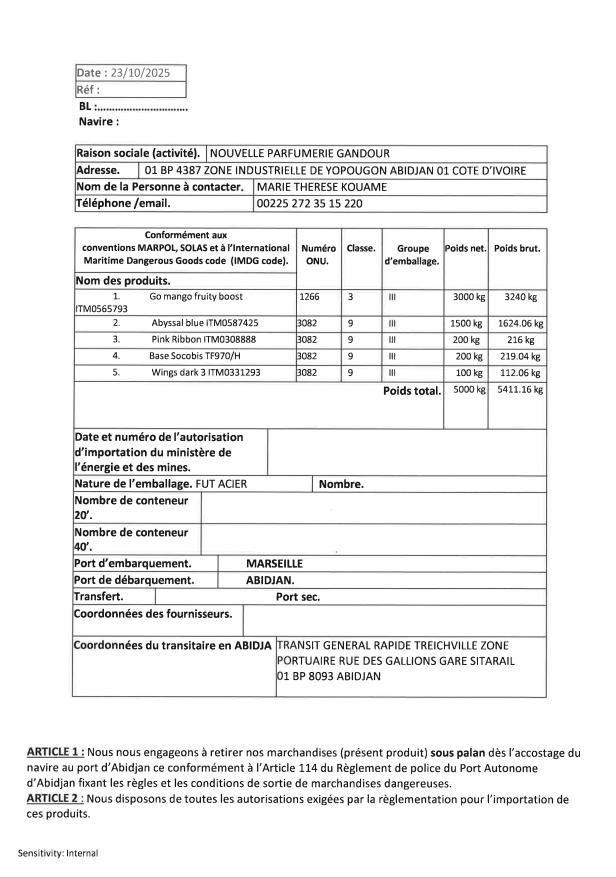 Date : 23/10/2025
Réf :
BL :................................
Navire :
Raison sociale (activité). NOUVELLE PARFUMERIE GANDOUR
Adresse. 01 BP 4387 ZONE INDUSTRIELLE DE YOPOUGON ABIDJAN 01 COTE D'IVOIRE
Nom de la Personne à contacter. MARIE THERESE KOUAME
Téléphone /email. 00225 272 35 15 220
Conformément aux
conventions MARPOL, SOLAS et à l'International
Maritime Dangerous Goods code (IMDG code).
Nom des produits.
Numéro
ONU.
Classe.
Groupe
d'emballage.
Poids net.
Poids brut.
1. Go mango fruity boost
ITM0565793
1266 3 III 3000 kg 3240 kg
2. Abyssal blue ITM0587425 3082 9 III 1500 kg 1624.06 kg
3. Pink Ribbon ITM0308888 3082 9 III 200 kg 216 kg
4. Base Socobis TF970/H 3082 9 III 200 kg 219.04 kg
5. Wings dark 3 ITM0331293 3082 9 III 100 kg 112.06 kg
Poids total. 5000 kg 5411.16 kg
Date et numéro de l'autorisation
d'importation du ministère de
l'énergie et des mines.
Nature de l'emballage. FUT ACIER Nombre.
Nombre de conteneur
20'.
Nombre de conteneur
40'.
Port d'embarquement. MARSEILLE
Port de débarquement. ABIDJAN.
Transfert. Port sec.
Coordonnées des fournisseurs.
Coordonnées du transitaire en ABIDJA
TRANSIT GENERAL RAPIDE TREICHVILLE ZONE
PORTUAIRE RUE DES GALLIONS GARE SITARAIL
01 BP 8093 ABIDJAN
ARTICLE 1 : Nous nous engageons à retirer nos marchandises (présent produit) sous palan dès l'accostage du
navire au port d'Abidjan ce conformément à l'Article 114 du Règlement de police du Port Autonome
d'Abidjan fixant les règles et les conditions de sortie de marchandises dangereuses.
ARTICLE 2 : Nous disposons de toutes les autorisations exigées par la règlementation pour l'importation de
ces produits.
Sensitivity: Internal